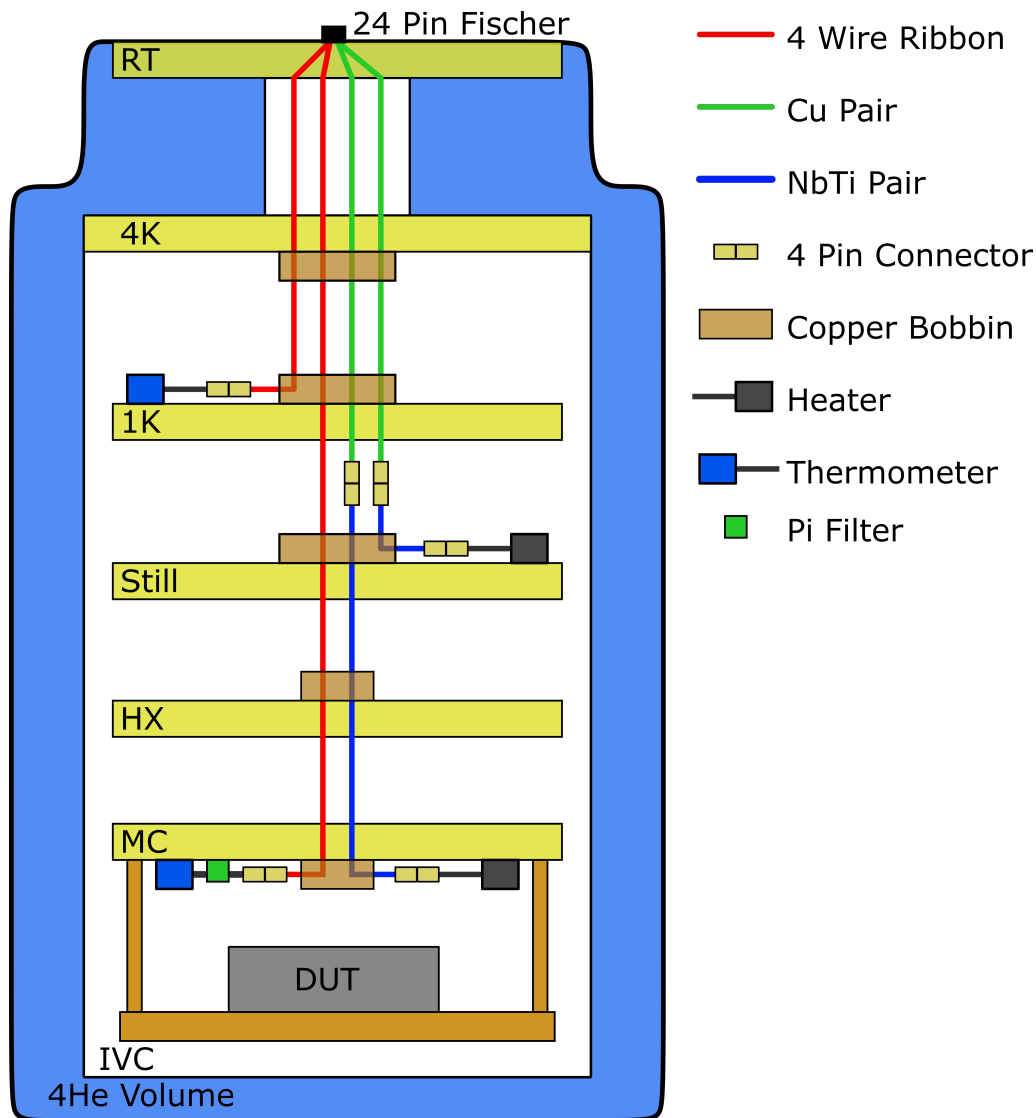 24 Pin Fischer
RT
4K
1K
Still
HX
MC
DUT
IVC
4He Volume
4 Wire Ribbon
Cu Pair
NbTi Pair
4 Pin Connector
Copper Bobbin
Heater
Thermometer
Pi Filter